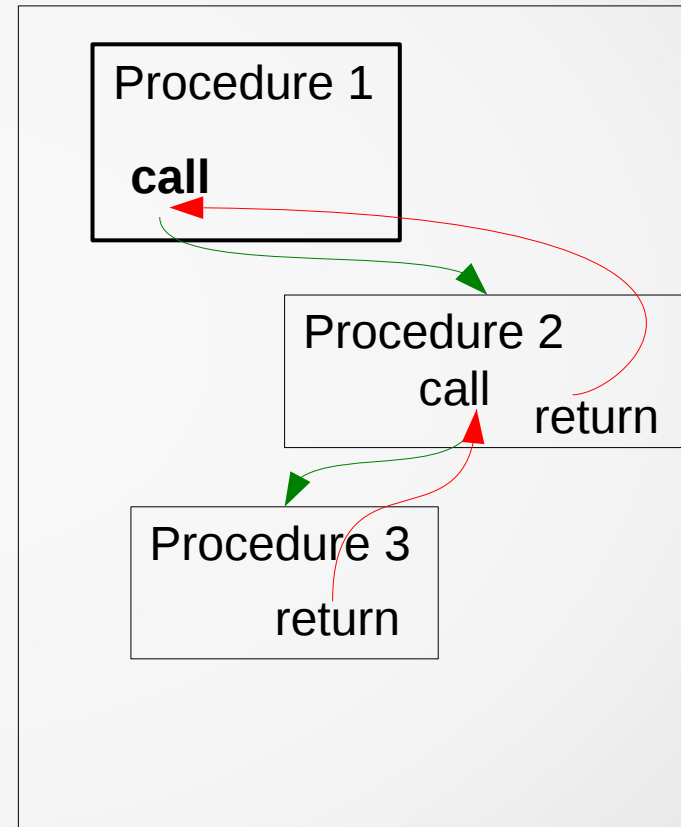 Procedure 1
call
Procedure 2
call
return
Procedure 3
return